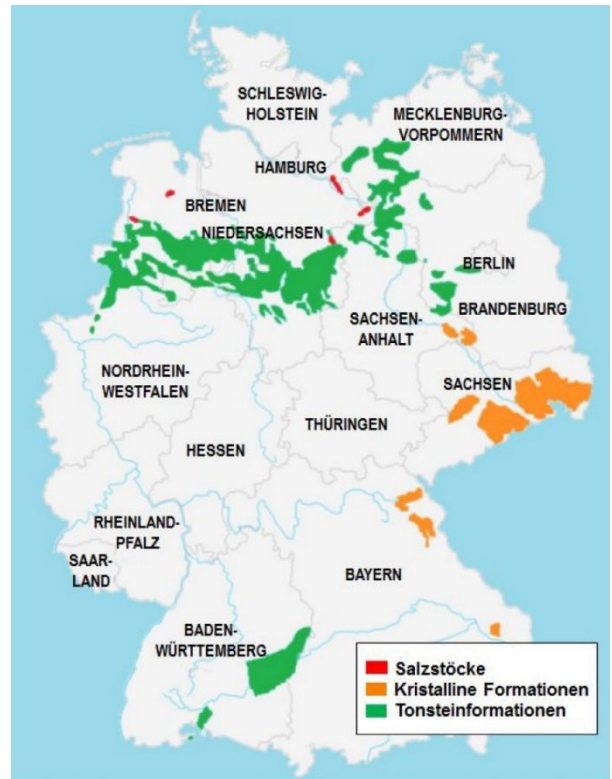 SCHLESWIG-
HOLSTEIN
MECKLENBURG-
VORPOMMERN
HAMBURG
BREMEN
NIEDERSACHSEN
BERLIN
BRANDENBURG
SACHSEN-
ANHALT
NORDRHEIN-
WESTFALEN
SACHSEN
THÜRINGEN
HESSEN
RHEINLAND-
PFALZ
SAAR-
LAND
BAYERN
BADEN-
WÜRTTEMBERG
Salzstöcke
Kristalline Formationen
Tonsteinformationen